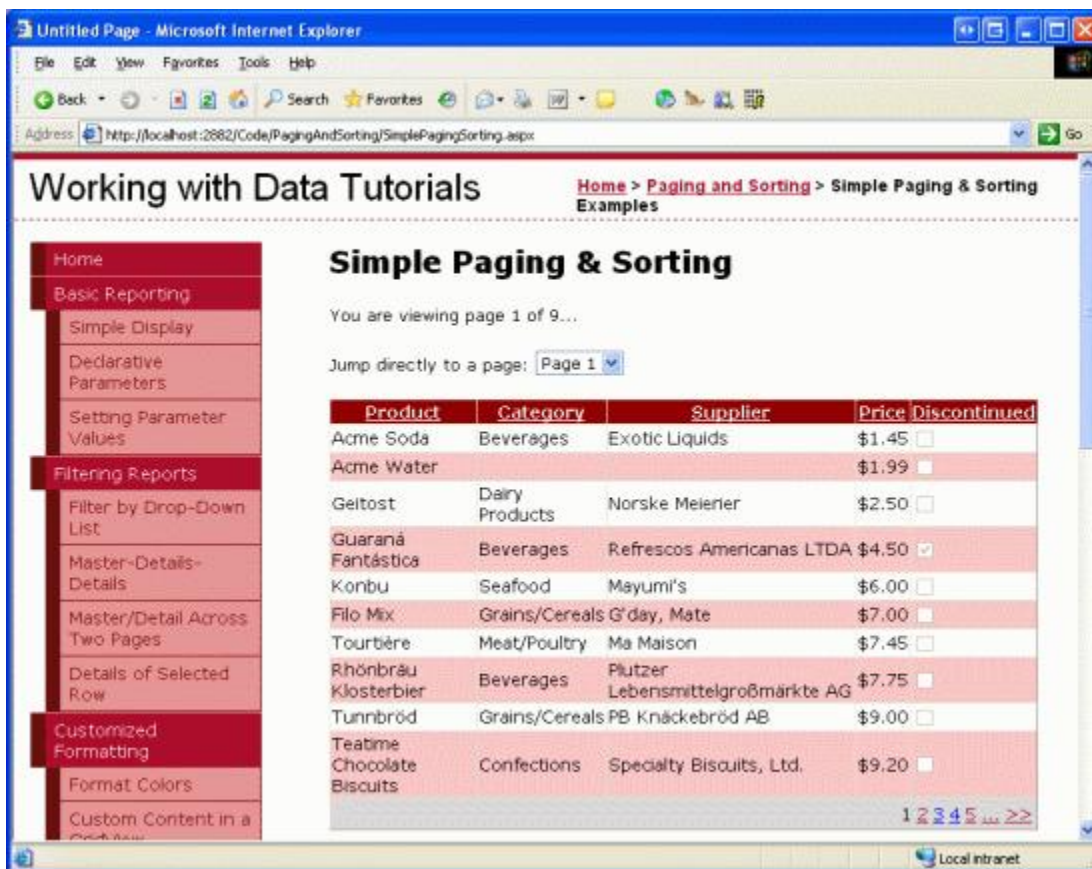 Untitled Page - Microsoft Internet Explorer
File Edit View Favorites Tools Help
Back Search Favorites
Address http://localhost:2882/Code/PagingAndSorting/SimplePagingSorting.aspx Go
Working with Data Tutorials
Home > Paging and Sorting > Simple Paging & Sorting
Examples
Home
Basic Reporting
Simple Display
Declarative
Parameters
Setting Parameter
Values
Filtering Reports
Filter by Drop-Down
List
Master-Details-
Details
Master/Detail Across
Two Pages
Details of Selected
Row
Customized
Formatting
Format Colors
Custom Content in a
GridView
Simple Paging & Sorting
You are viewing page 1 of 9...
Jump directly to a page: Page 1
Product Category Supplier Price Discontinued
Acme Soda Beverages Exotic Liquids $1.45
Acme Water $1.99
Geitost Dairy Products Norske Meierier $2.50
Guaraná Fantástica Beverages Refrescos Americanas LTDA $4.50
Konbu Seafood Mayumi's $6.00
Filo Mix Grains/Cereals G'day, Mate $7.00
Tourtière Meat/Poultry Ma Maison $7.45
Rhönbräu Klosterbier Beverages Plutzer Lebensmittelgroßmärkte AG $7.75
Tunnbröd Grains/Cereals PB Knäckebröd AB $9.00
Teatime Chocolate Biscuits Confections Specialty Biscuits, Ltd. $9.20
1 2 3 4 5 ... >>
Local intranet